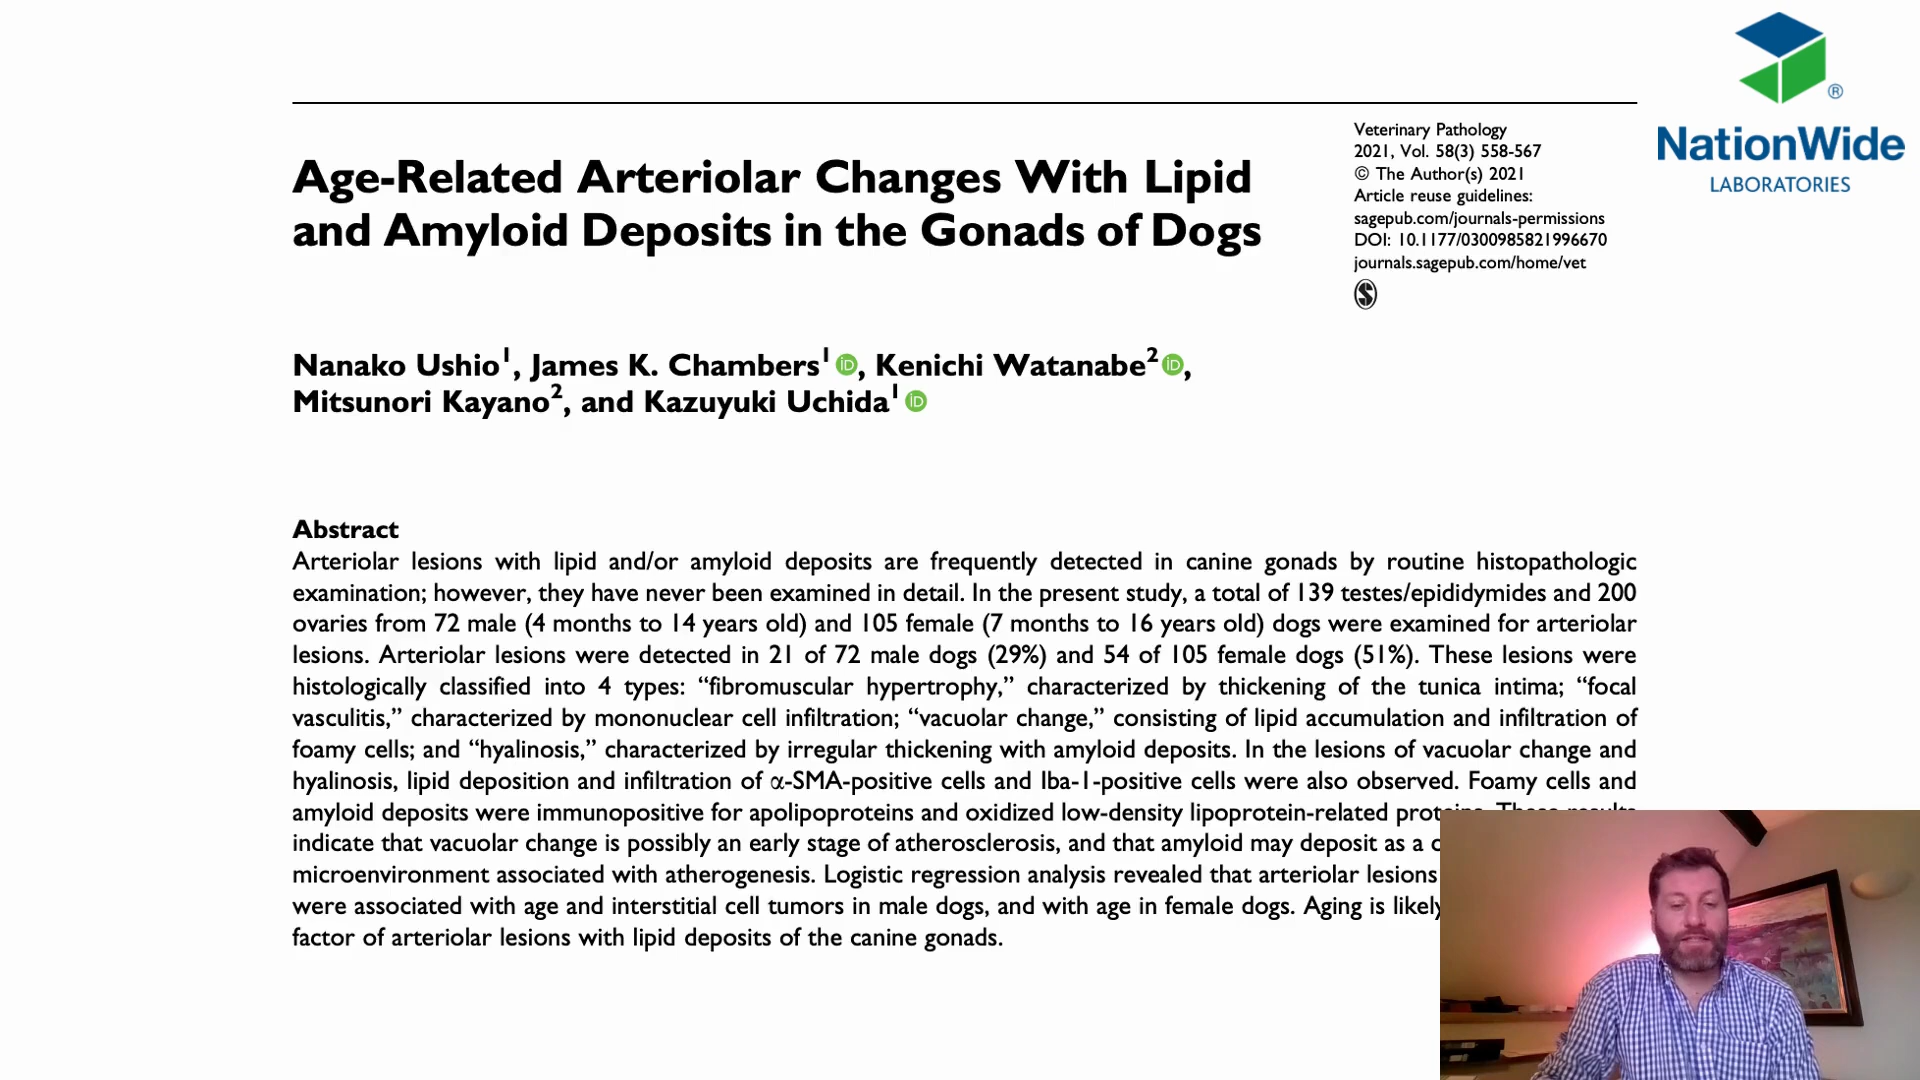 NationWide
LABORATORIES
®
Veterinary Pathology
2021, Vol. 58(3) 558-567
© The Author(s) 2021
Article reuse guidelines:
sagepub.com/journals-permissions
DOI: 10.1177/0300985821996670
journals.sagepub.com/home/vet
Age-Related Arteriolar Changes With Lipid
and Amyloid Deposits in the Gonads of Dogs
Nanako Ushio1, James K. Chambers1 iD, Kenichi Watanabe2 iD,
Mitsunori Kayano2, and Kazuyuki Uchida1 iD
Abstract
Arteriolar lesions with lipid and/or amyloid deposits are frequently detected in canine gonads by routine histopathologic
examination; however, they have never been examined in detail. In the present study, a total of 139 testes/epididymides and 200
ovaries from 72 male (4 months to 14 years old) and 105 female (7 months to 16 years old) dogs were examined for arteriolar
lesions. Arteriolar lesions were detected in 21 of 72 male dogs (29%) and 54 of 105 female dogs (51%). These lesions were
histologically classified into 4 types: “fibromuscular hypertrophy,” characterized by thickening of the tunica intima; “focal
vasculitis,” characterized by mononuclear cell infiltration; “vacuolar change,” consisting of lipid accumulation and infiltration of
foamy cells; and “hyalinosis,” characterized by irregular thickening with amyloid deposits. In the lesions of vacuolar change and
hyalinosis, lipid deposition and infiltration of α-SMA-positive cells and Iba-1-positive cells were also observed. Foamy cells and
amyloid deposits were immunopositive for apolipoproteins and oxidized low-density lipoprotein-related proteins. These results
indicate that vacuolar change is possibly an early stage of atherosclerosis, and that amyloid may deposit as a
microenvironment associated with atherogenesis. Logistic regression analysis revealed that arteriolar lesions
were associated with age and interstitial cell tumors in male dogs, and with age in female dogs. Aging is likely
factor of arteriolar lesions with lipid deposits of the canine gonads.